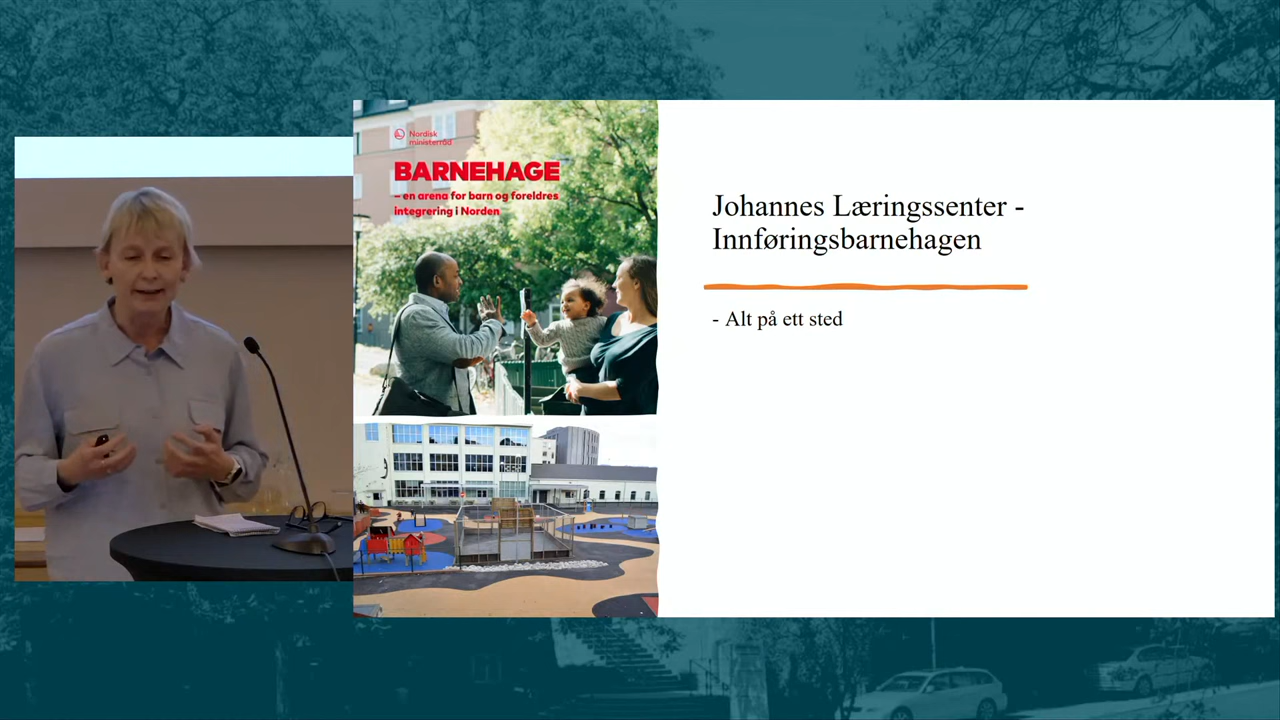 Nordisk
ministerråd
BARNEHAGE
– en arena for barn og foreldres
integrering i Norden
Johannes Læringssenter -
Innføringsbarnehagen
- Alt på ett sted